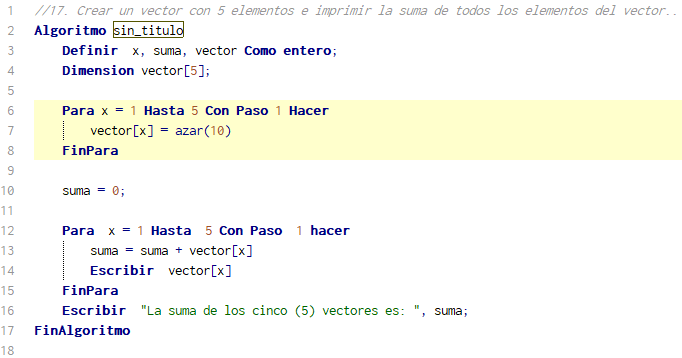 1 //17. Crear un vector con 5 elementos e imprimir la suma de todos los elementos del vector..
2 Algoritmo sin_titulo
3 Definir x, suma, vector Como entero;
4 Dimension vector[5];
5
6 Para x = 1 Hasta 5 Con Paso 1 Hacer
7 vector[x] = azar(10)
8 FinPara
9
10 suma = 0;
11
12 Para x = 1 Hasta 5 Con Paso 1 hacer
13 suma = suma + vector[x]
14 Escribir vector[x]
15 FinPara
16 Escribir "La suma de los cinco (5) vectores es: ", suma;
17 FinAlgoritmo
18